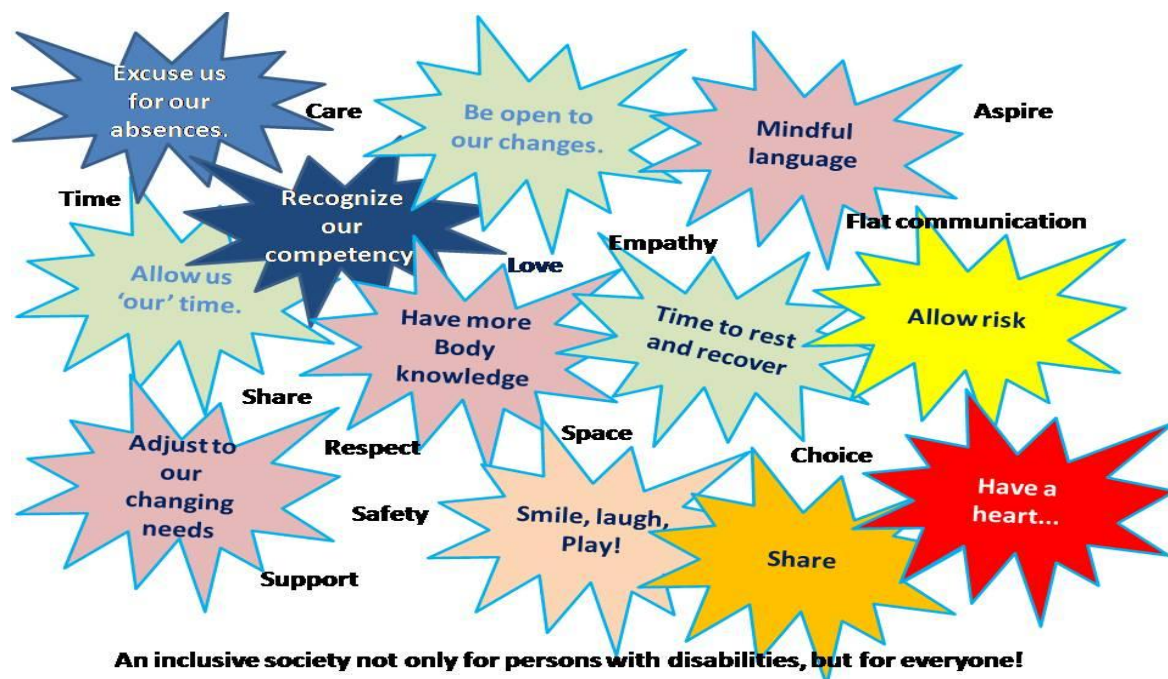 Excuse us
for our
absences.
Care
Be open to
our changes.
Mindful
language
Aspire
Time
Recognize
our
competency
Flat communication
Empathy
Love
Allow us
‘our’ time.
Have more
Body
knowledge
Time to rest
and recover
Allow risk
Share
Respect
Space
Choice
Adjust to
our
changing
needs
Safety
Smile, laugh,
Play!
Share
Have a
heart...
Support
An inclusive society not only for persons with disabilities, but for everyone!